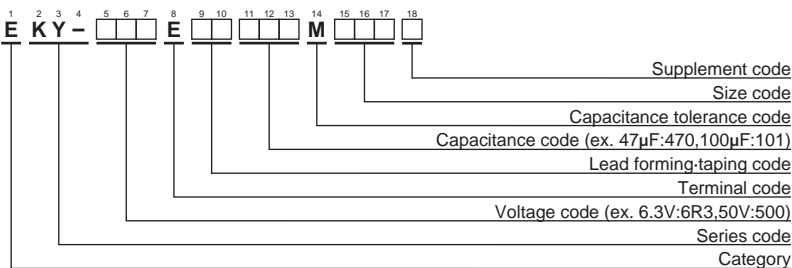 1 2 3 4 5 6 7 8 9 10 11 12 13 14 15 16 17 18
E KY- □□□ E □□ □□□ M □□□ □
Supplement code
Size code
Capacitance tolerance code
Capacitance code (ex. 47µF:470,100µF:101)
Lead forming·taping code
Terminal code
Voltage code (ex. 6.3V:6R3,50V:500)
Series code
Category